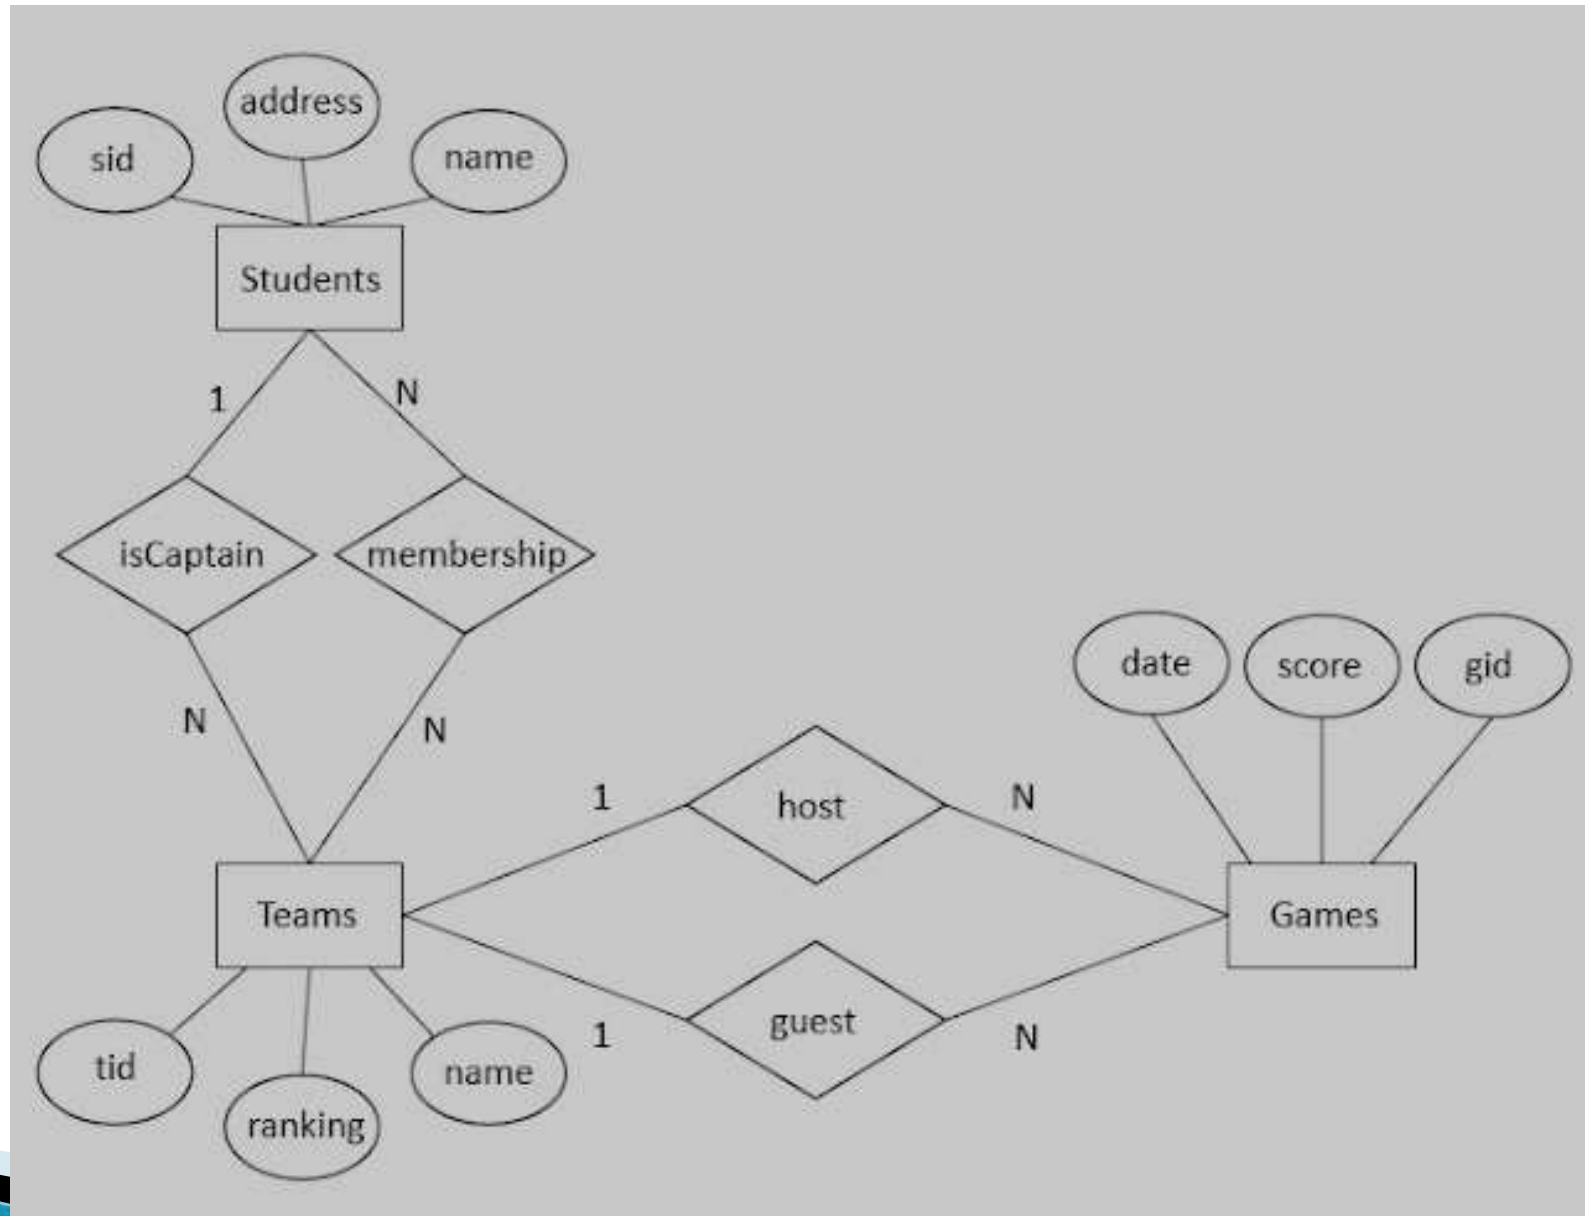 address
sid
name
Students
1
N
isCaptain
membership
N
N
date
score
gid
1
host
N
Teams
Games
1
guest
N
tid
name
ranking